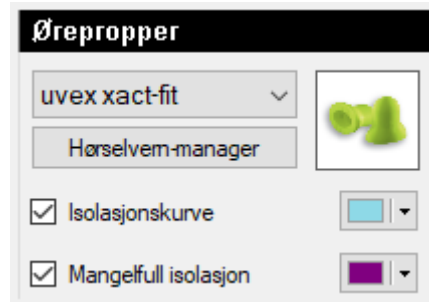 Ørepropper
uvex xact-fit
Hørselvern-manager
Isolasjonskurve
Mangelfull isolasjon